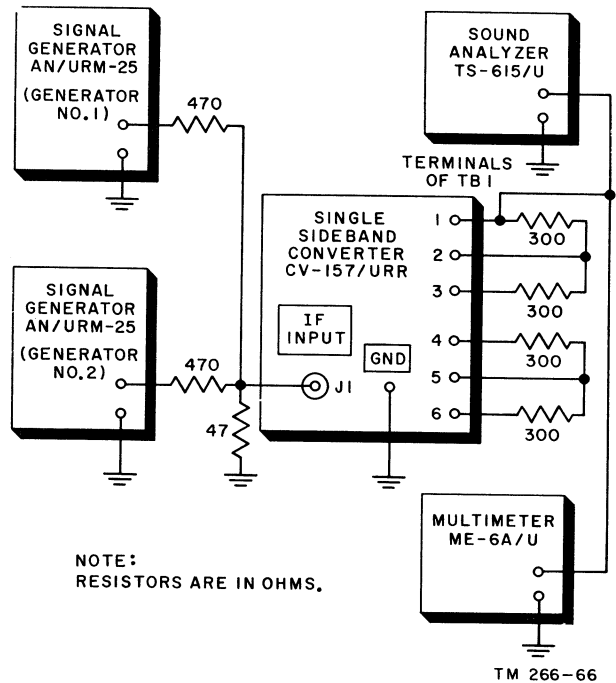 SIGNAL
GENERATOR
AN/URM-25
(GENERATOR
NO.1)
470
SOUND
ANALYZER
TS-615/U
TERMINALS
OF TB1
SINGLE
SIDEBAND
CONVERTER
CV-157/URR
1
2
3
4
5
6
300
300
300
300
IF
INPUT
GND
J1
SIGNAL
GENERATOR
AN/URM-25
(GENERATOR
NO.2)
470
47
MULTIMETER
ME-6A/U
NOTE:
RESISTORS ARE IN OHMS.
TM 266-66